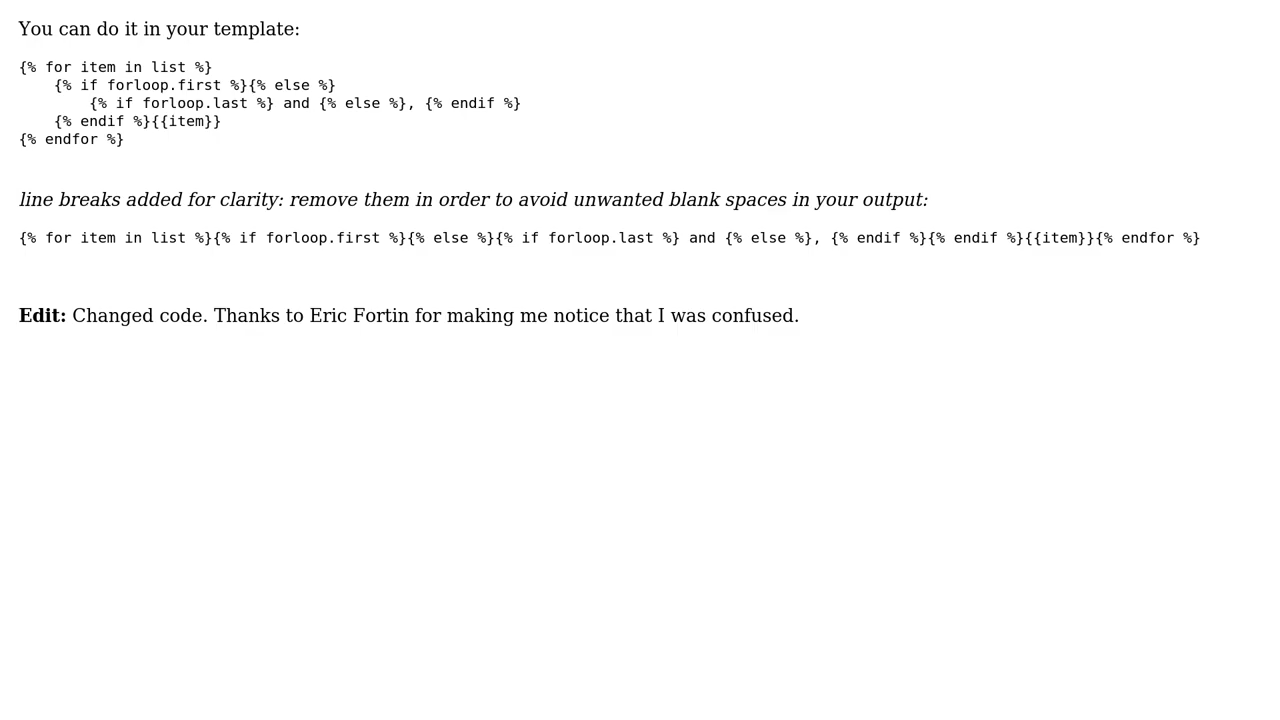 You can do it in your template:
{% for item in list %}
    {% if forloop.first %}{% else %}
        {% if forloop.last %} and {% else %}, {% endif %}
    {% endif %}{{item}}
{% endfor %}
line breaks added for clarity: remove them in order to avoid unwanted blank spaces in your output:
{% for item in list %}{% if forloop.first %}{% else %}{% if forloop.last %} and {% else %}, {% endif %}{% endif %}{{item}}{% endfor %}
Edit: Changed code. Thanks to Eric Fortin for making me notice that I was confused.